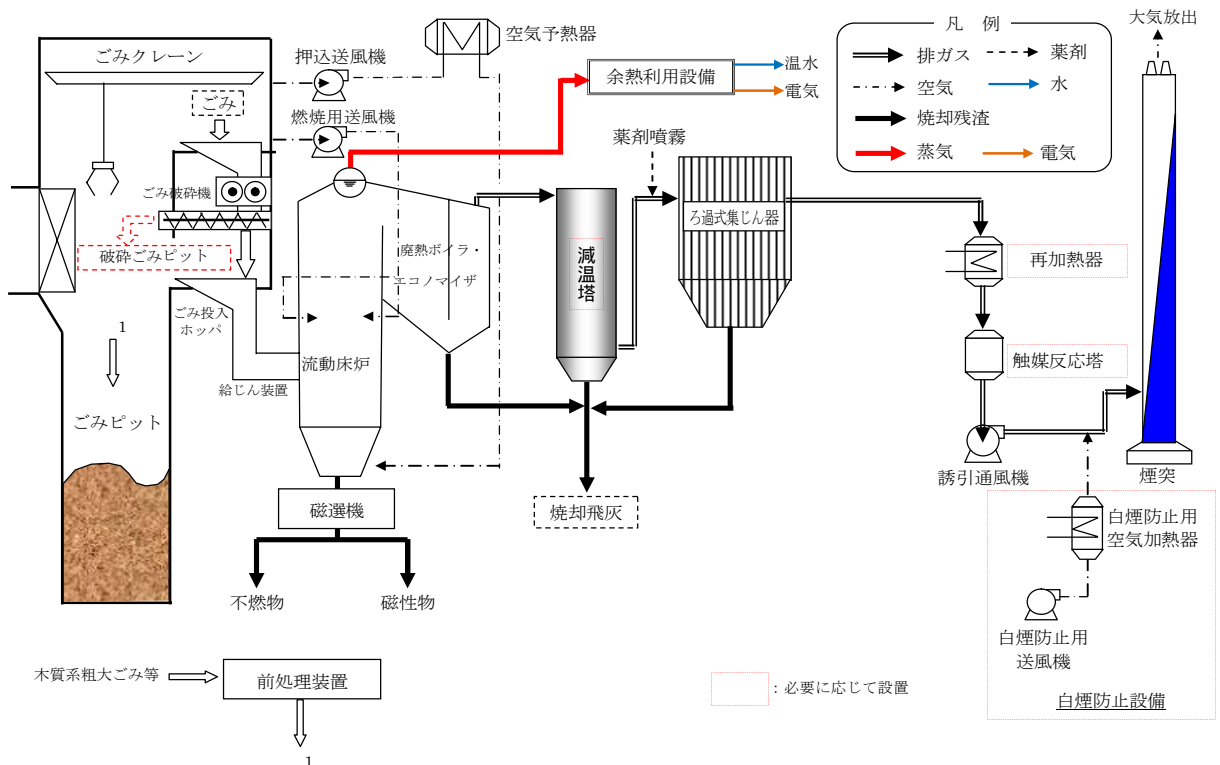 ごみクレーン
押込送風機
空気予熱器
ごみ
燃焼用送風機
ごみ破砕機
破砕ごみピット
ごみ投入
ホッパ
1
給じん装置
ごみピット
廃熱ボイラ・
エコノマイザ
流動床炉
磁選機
不燃物
磁性物
余熱利用設備
温水
電気
薬剤噴霧
減温塔
ろ過式集じん器
焼却飛灰
凡 例
排ガス
薬剤
空気
水
焼却残渣
蒸気
電気
大気放出
再加熱器
触媒反応塔
誘引通風機
煙突
白煙防止用
空気加熱器
白煙防止用
送風機
白煙防止設備
木質系粗大ごみ等
前処理装置
1
：必要に応じて設置